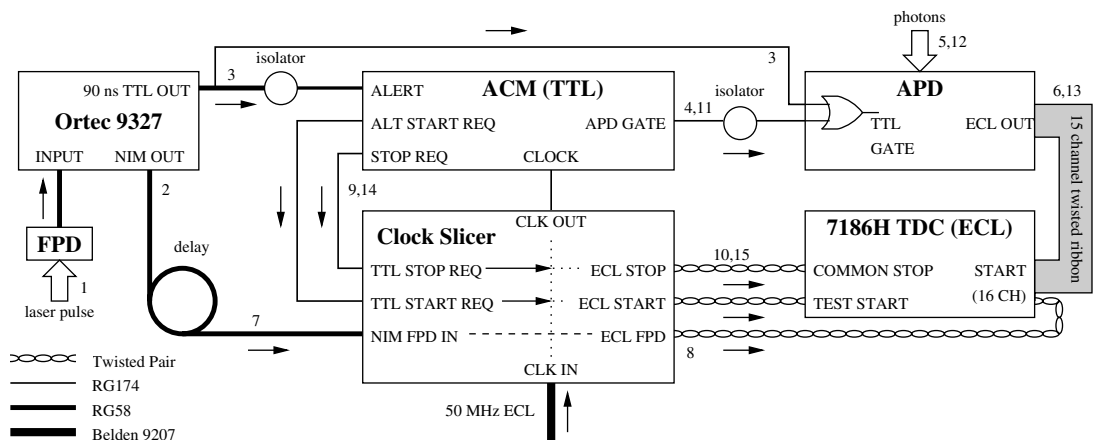 photons
5,12
3
isolator
3
90 ns TTL OUT
Ortec 9327
INPUT
NIM OUT
ALERT
ACM (TTL)
ALT START REQ
APD GATE
STOP REQ
CLOCK
isolator
4,11
APD
TTL
GATE
ECL OUT
6,13
15 channel twisted ribbon
2
9,14
FPD
1
laser pulse
delay
7
CLK OUT
Clock Slicer
TTL STOP REQ
ECL STOP
TTL START REQ
ECL START
NIM FPD IN
ECL FPD
CLK IN
10,15
8
7186H TDC (ECL)
COMMON STOP
START
(16 CH)
TEST START
50 MHz ECL
Twisted Pair
RG174
RG58
Belden 9207